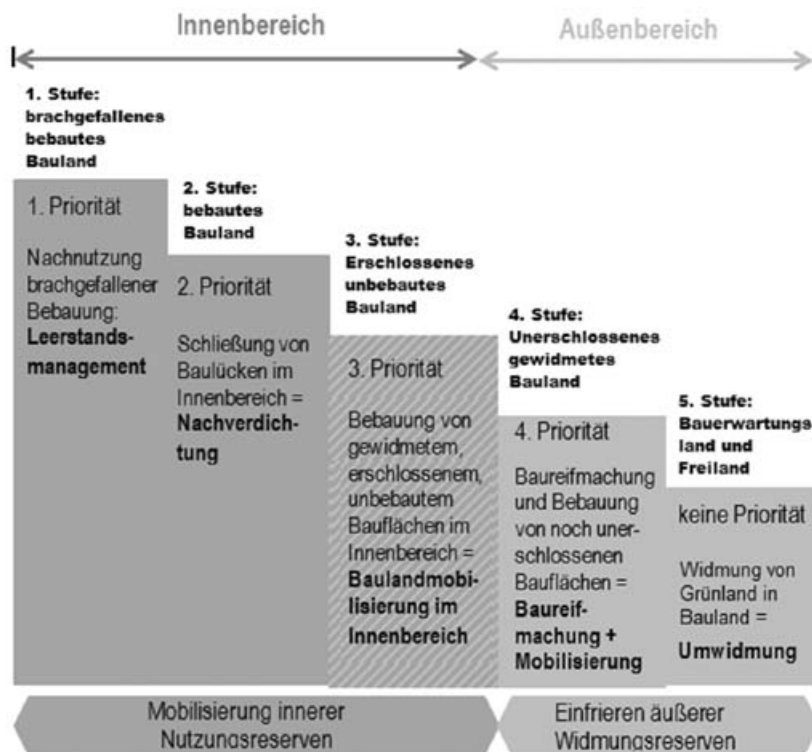 Innenbereich
Außenbereich
1. Stufe:
brachgefallenes
bebautes
Bauland
1. Priorität
Nachnutzung
brachgefallener
Bebauung:
Leerstands-
management
2. Stufe:
bebautes
Bauland
2. Priorität
Schließung von
Baulücken im
Innenbereich =
Nachverdich-
tung
3. Stufe:
Erschlossenes
unbebautes
Bauland
3. Priorität
Bebauung von
gewidmetem,
erschlossenem,
unbebautem
Bauflächen im
Innenbereich =
Baulandmobi-
lisierung im
Innenbereich
4. Stufe:
Unerschlossenes
gewidmetes
Bauland
4. Priorität
Baureifmachung
und Bebauung
von noch uner-
schlossenen
Bauflächen =
Baureif-
machung +
Mobilisierung
5. Stufe:
Bauerwartungs
land und
Freiland
keine Priorität
Widmung von
Grünland in
Bauland =
Umwidmung
Mobilisierung innerer
Nutzungsreserven
Einfrieren äußerer
Widmungsreserven